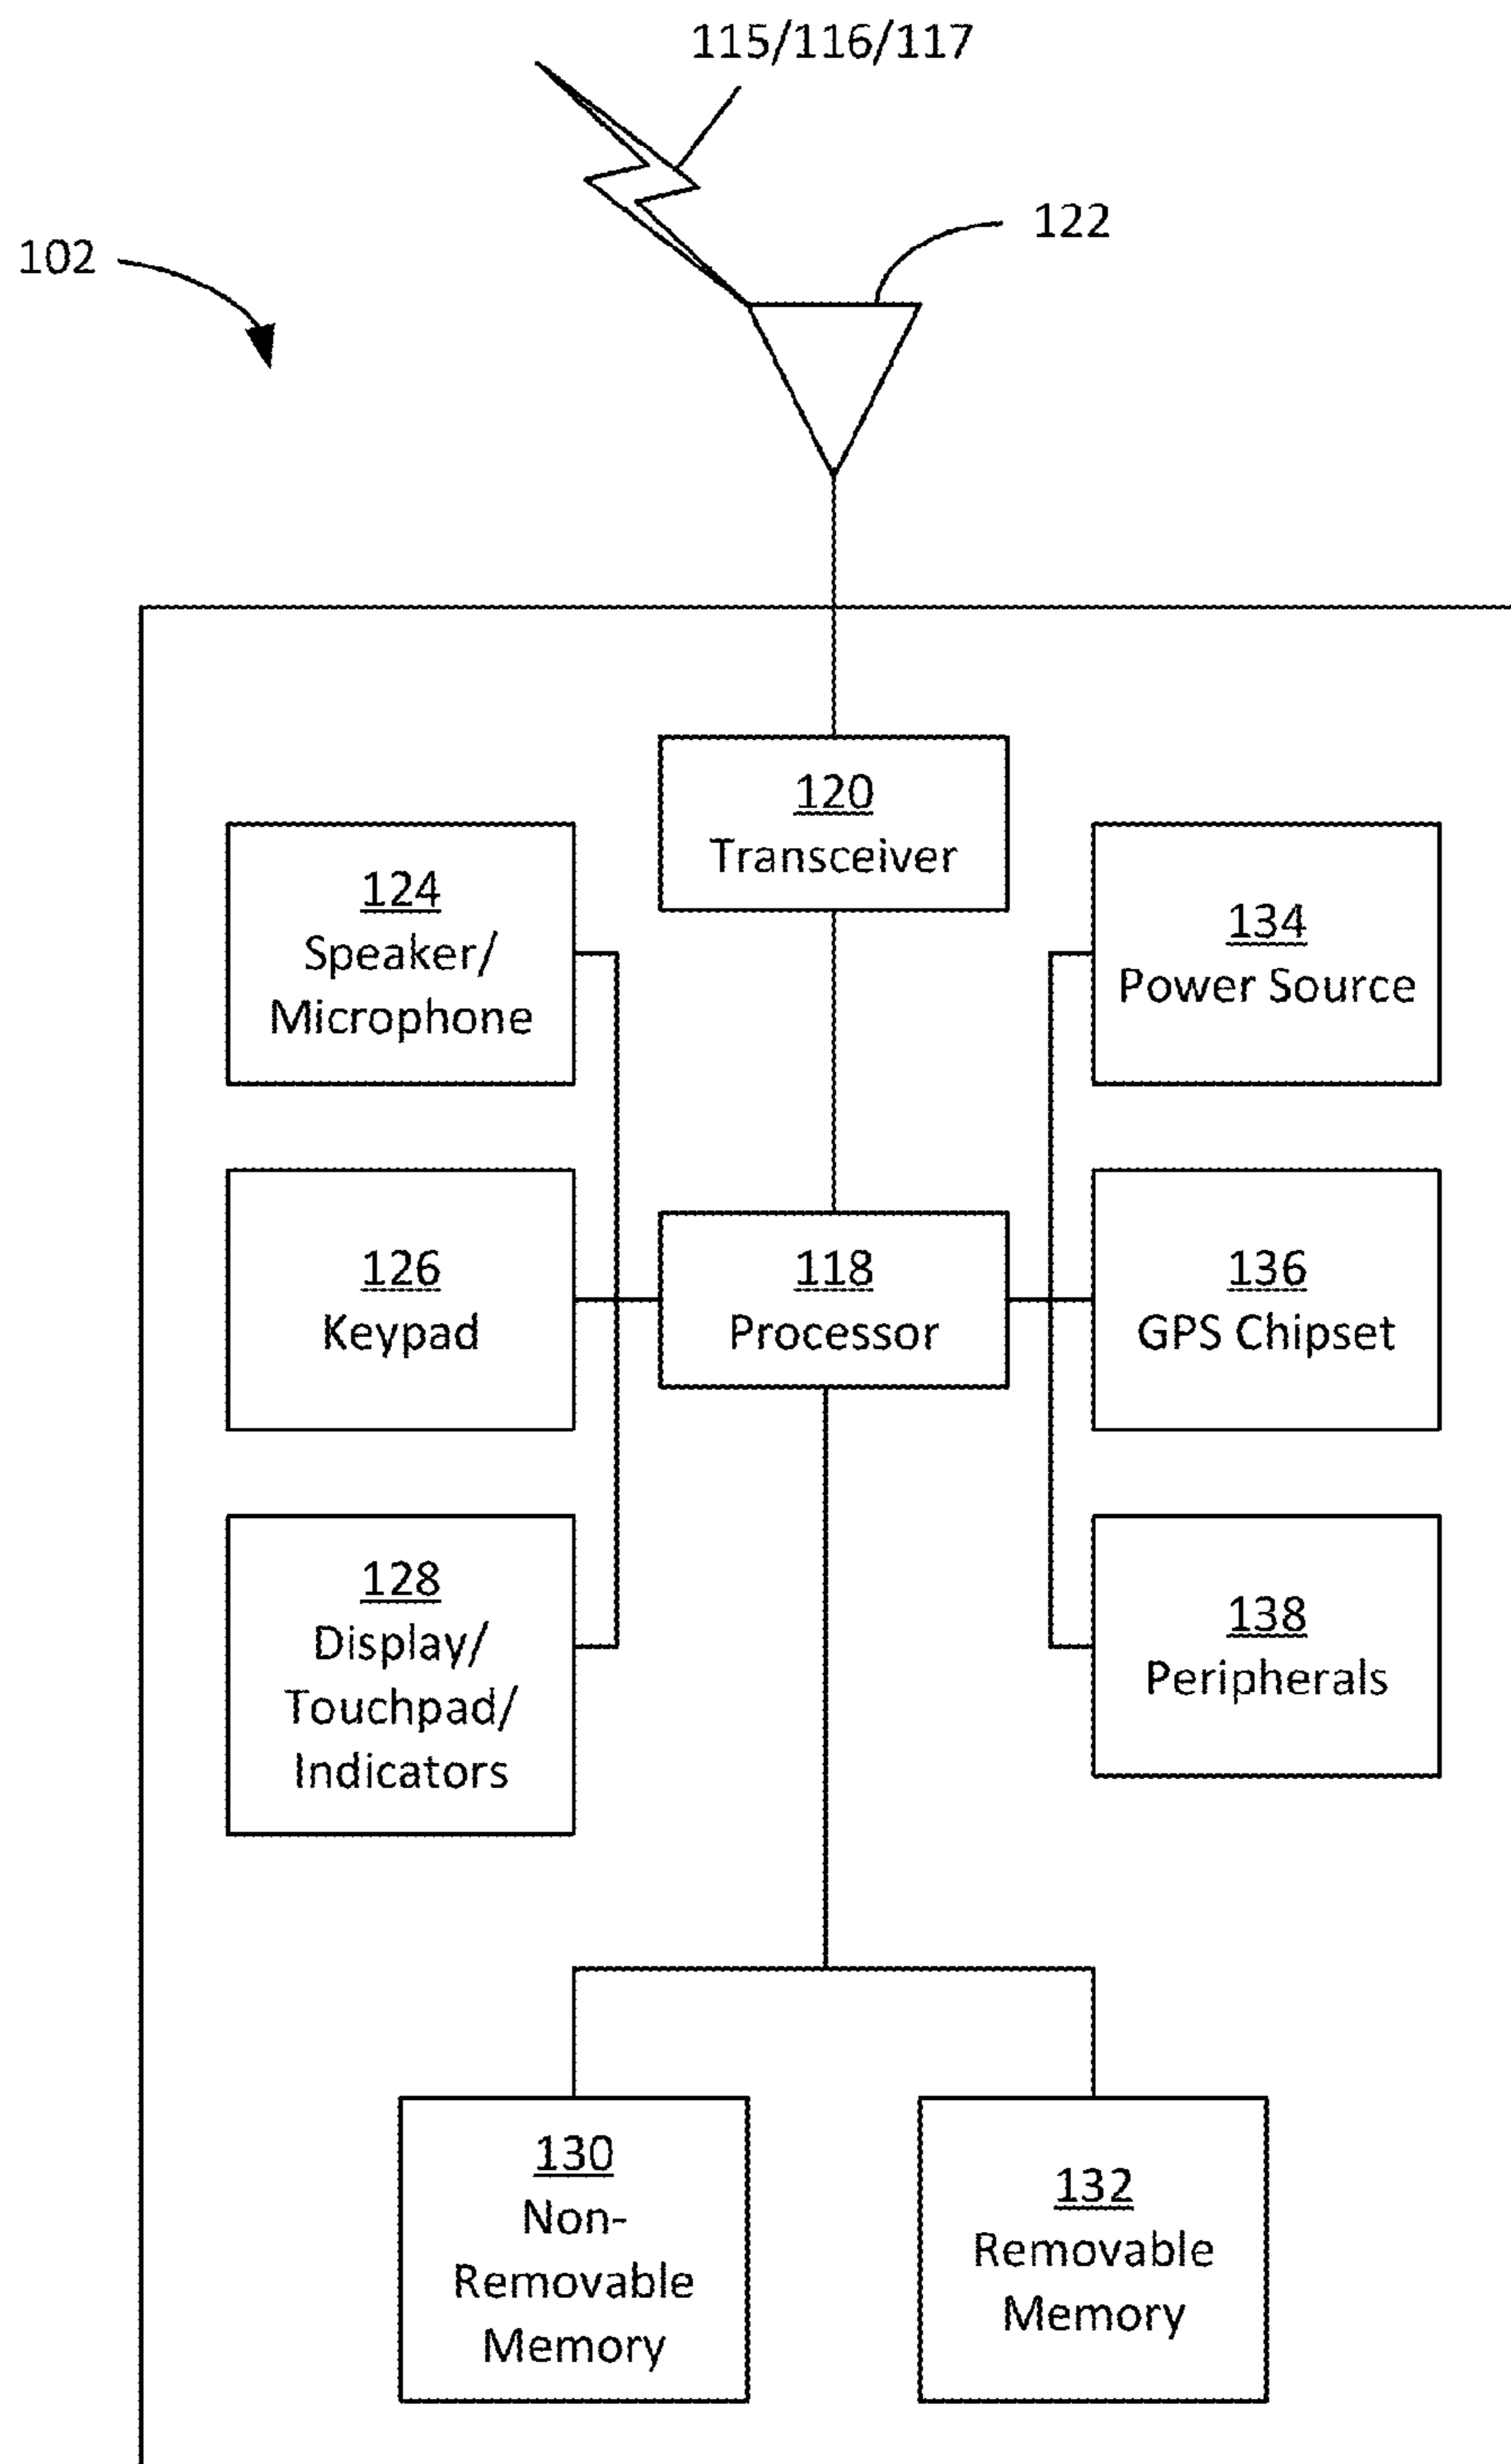 115/116/117
122
102
120
Transceiver
124
Speaker/
Microphone
134
Power Source
126
Keypad
118
Processor
136
GPS Chipset
128
Display/
Touchpad/
Indicators
138
Peripherals
130
Non-
Removable
Memory
132
Removable
Memory